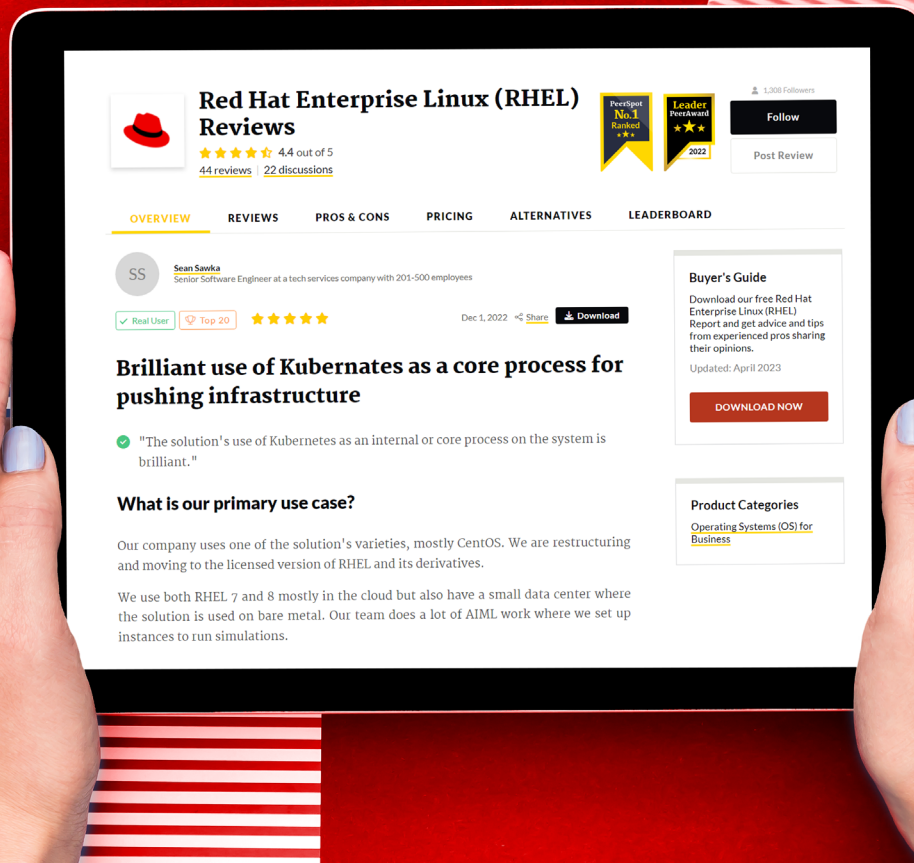 Red Hat Enterprise Linux (RHEL)
Reviews
4.4 out of 5
44 reviews | 22 discussions
PeerSpot
No.1
Ranked
Leader
PeerAward
2022
1,308 Followers
Follow
Post Review
OVERVIEW REVIEWS PROS & CONS PRICING ALTERNATIVES LEADERBOARD
SS
Sean Sawka
Senior Software Engineer at a tech services company with 201-500 employees
Real User
Top 20
Dec 1, 2022
Share
Download
Brilliant use of Kubernates as a core process for
pushing infrastructure
"The solution's use of Kubernetes as an internal or core process on the system is
brilliant."
What is our primary use case?
Our company uses one of the solution's varieties, mostly CentOS. We are restructuring
and moving to the licensed version of RHEL and its derivatives.
We use both RHEL 7 and 8 mostly in the cloud but also have a small data center where
the solution is used on bare metal. Our team does a lot of AIML work where we set up
instances to run simulations.
Buyer's Guide
Download our free Red Hat
Enterprise Linux (RHEL)
Report and get advice and tips
from experienced pros sharing
their opinions.
Updated: April 2023
DOWNLOAD NOW
Product Categories
Operating Systems (OS) for
Business